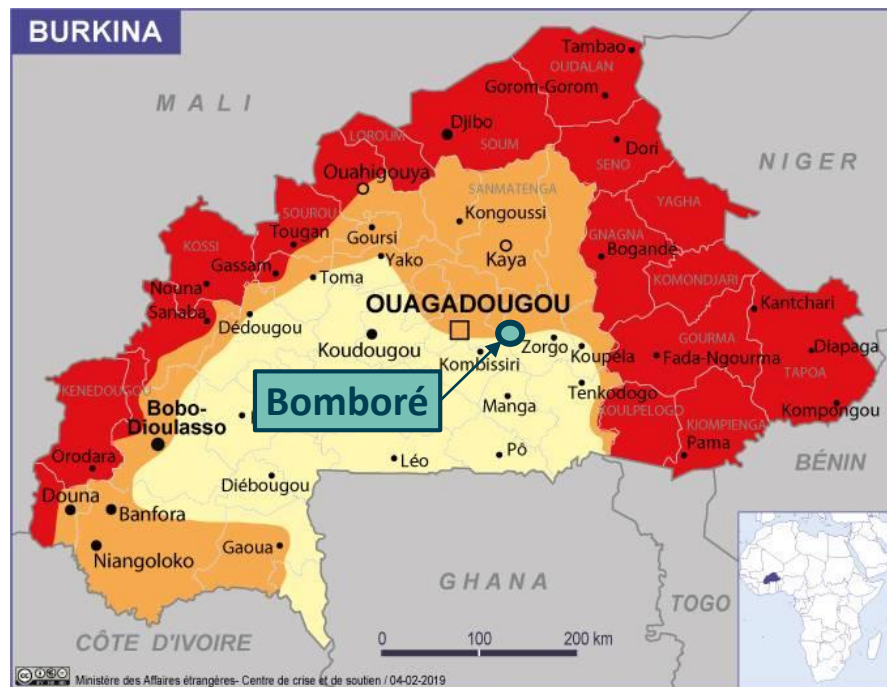 BURKINA
MALI
Tambao
OUDALAN
Gorom-Gorom
Djibo
LOROUM
SOUM
Dori
NIGER
SENO
Ouahigouya
SANMATENGA
YAGHA
SOUROU
Kongoussi
KOSSI
Tougan
Goursi
GNAGNA
Bogandé
Gassam
Yako
Kaya
KOMONDJARI
Nouna
Toma
Kantchari
Sanaba
OUAGADOUGOU
Dédougou
GOURMA
Koudougou
Zorgo
Koupéla
Fada-Ngourma
Diapaga
Kombissiri
TAPOA
KENEDOUGOU
Bomboré
Manga
Tenkodogo
Kompongou
Bobo-
Dioulasso
KOULPELOGO
KIOMPIENGA
Pama
Orodara
Léo
Pô
BÉNIN
Douna
Diébougou
Banfora
Gaoua
Niangoloko
GHANA
TOGO
CÔTE D'IVOIRE
0 100 200 km
Ministère des Affaires étrangères- Centre de crise et de soutien / 04-02-2019